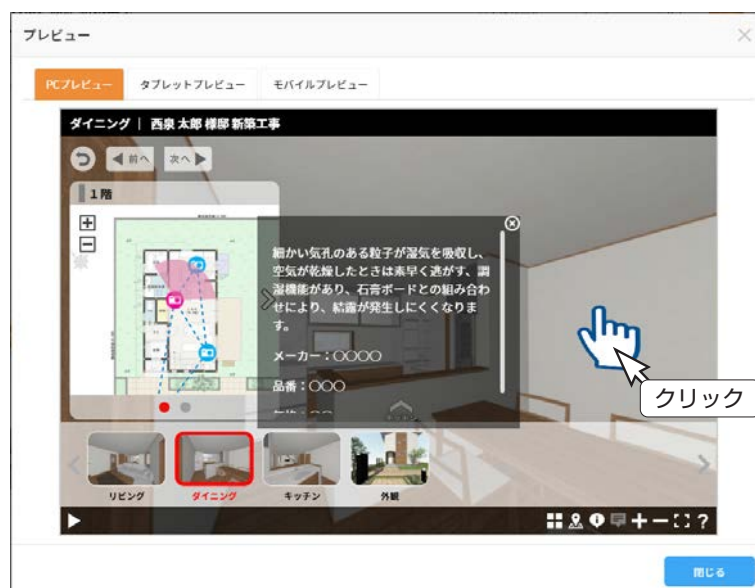 プレビュー
PCプレビュー
タブレットプレビュー
モバイルプレビュー
ダイニング | 西泉 太郎 様邸 新築工事
前へ
次へ
1階
細かい気孔のある粒子が湿気を吸収し、
空気が乾燥したときは素早く逃がす、調
湿機能があり、石膏ボードとの組み合わ
せにより、結露が発生しにくくなりま
す。
メーカー：〇〇〇〇
品番：〇〇〇
クリック
リビング
ダイニング
キッチン
外観
閉じる